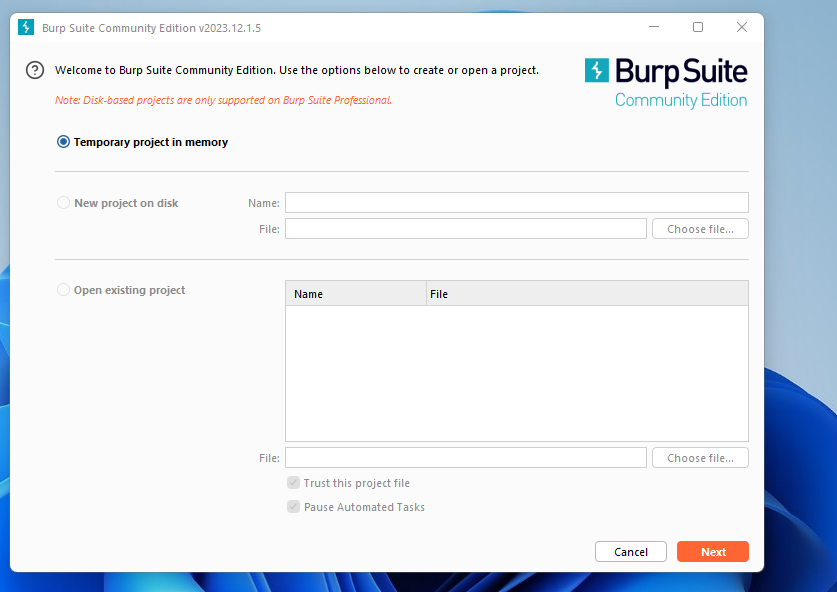 Burp Suite Community Edition v2023.12.1.5
Welcome to Burp Suite Community Edition. Use the options below to create or open a project.
Burp Suite
Community Edition
Note: Disk-based projects are only supported on Burp Suite Professional.
Temporary project in memory
New project on disk
Name:
File:
Choose file...
Open existing project
Name
File
File:
Choose file...
Trust this project file
Pause Automated Tasks
Cancel
Next